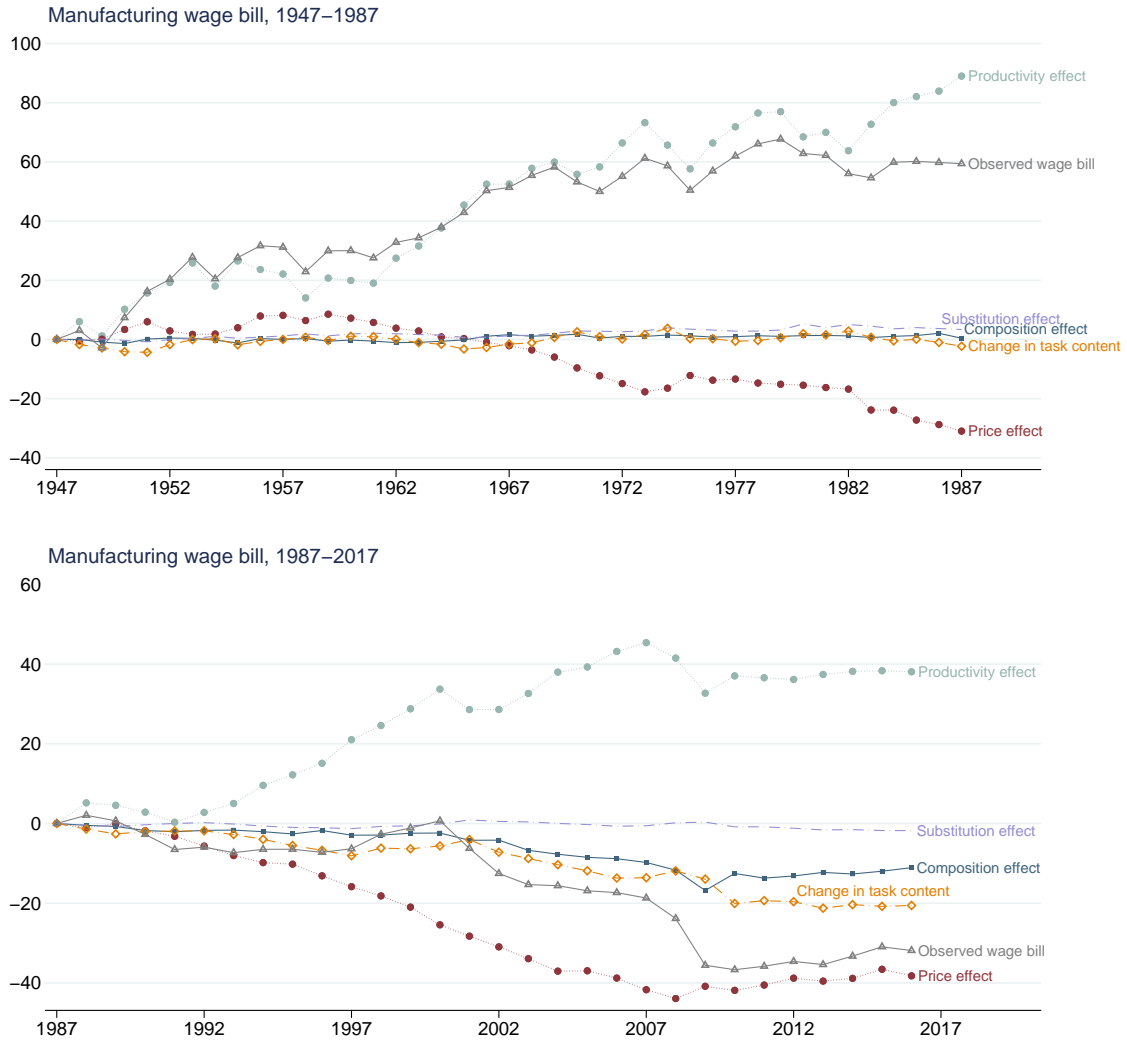 Manufacturing wage bill, 1947–1987
100
Productivity effect
80
60
Observed wage bill
40
20
Substitution effect
Composition effect
0
Change in task content
−20
Price effect
−40
1947 1952 1957 1962 1967 1972 1977 1982 1987
Manufacturing wage bill, 1987–2017
60
40
Productivity effect
20
0
Substitution effect
Composition effect
Change in task content
−20
Observed wage bill
Price effect
−40
1987 1992 1997 2002 2007 2012 2017